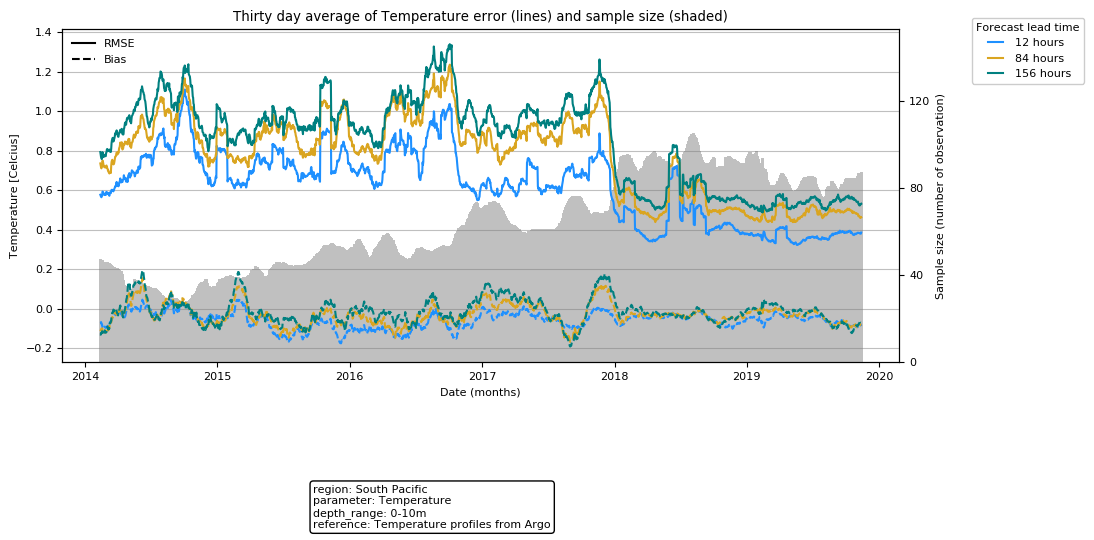 Thirty day average of Temperature error (lines) and sample size (shaded)
Forecast lead time
12 hours
84 hours
156 hours
RMSE
Bias
Temperature [Celcius]
1.4
1.2
1.0
0.8
0.6
0.4
0.2
0.0
−0.2
120
80
40
0
Sample size (number of observation)
2014 2015 2016 2017 2018 2019 2020
Date (months)
region: South Pacific
parameter: Temperature
depth_range: 0-10m
reference: Temperature profiles from Argo